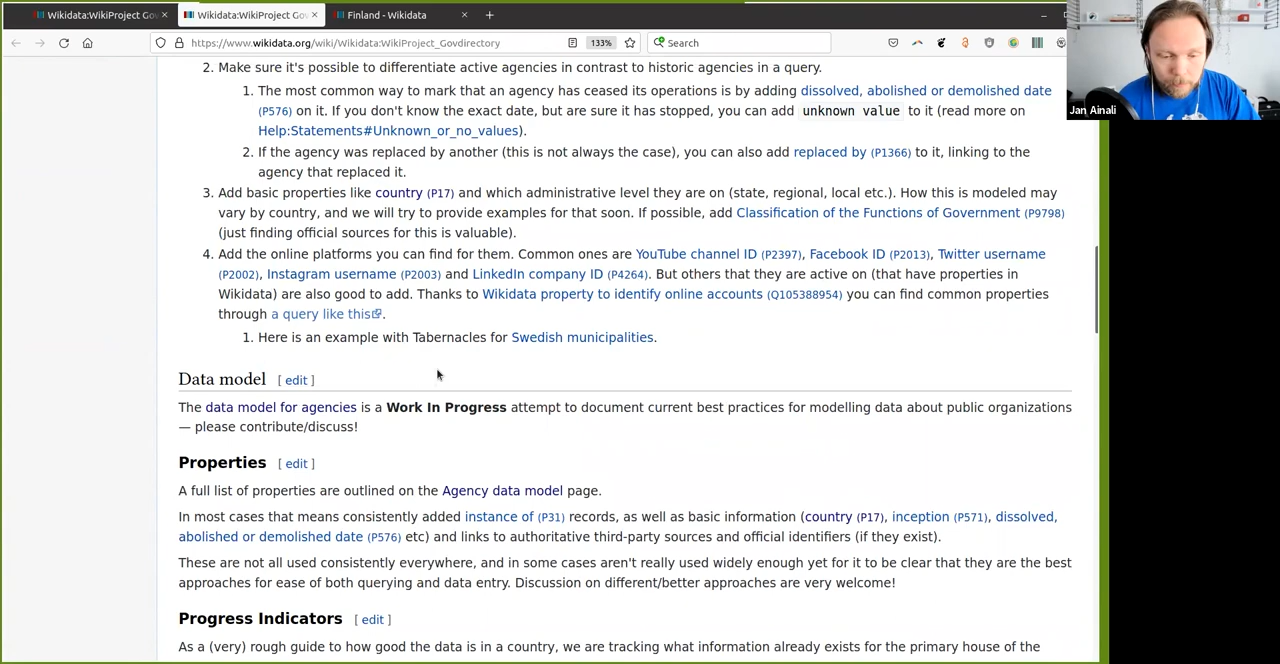 Wikidata:WikiProject Gov
Wikidata:WikiProject Gov
Finland - Wikidata
https://www.wikidata.org/wiki/Wikidata:WikiProject_Govdirectory
133%
Search
Jan Ainali
2. Make sure it's possible to differentiate active agencies in contrast to historic agencies in a query.
1. The most common way to mark that an agency has ceased its operations is by adding dissolved, abolished or demolished date
(P576) on it. If you don't know the exact date, but are sure it has stopped, you can add unknown value to it (read more on
Help:Statements#Unknown_or_no_values).
2. If the agency was replaced by another (this is not always the case), you can also add replaced by (P1366) to it, linking to the
agency that replaced it.
3. Add basic properties like country (P17) and which administrative level they are on (state, regional, local etc.). How this is modeled may
vary by country, and we will try to provide examples for that soon. If possible, add Classification of the Functions of Government (P9798)
(just finding official sources for this is valuable).
4. Add the online platforms you can find for them. Common ones are YouTube channel ID (P2397), Facebook ID (P2013), Twitter username
(P2002), Instagram username (P2003) and LinkedIn company ID (P4264). But others that they are active on (that have properties in
Wikidata) are also good to add. Thanks to Wikidata property to identify online accounts (Q105388954) you can find common properties
through a query like this.
1. Here is an example with Tabernacles for Swedish municipalities.
Data model [ edit ]
The data model for agencies is a Work In Progress attempt to document current best practices for modelling data about public organizations
— please contribute/discuss!
Properties [ edit ]
A full list of properties are outlined on the Agency data model page.
In most cases that means consistently added instance of (P31) records, as well as basic information (country (P17), inception (P571), dissolved,
abolished or demolished date (P576) etc) and links to authoritative third-party sources and official identifiers (if they exist).
These are not all used consistently everywhere, and in some cases aren't really used widely enough yet for it to be clear that they are the best
approaches for ease of both querying and data entry. Discussion on different/better approaches are very welcome!
Progress Indicators [ edit ]
As a (very) rough guide to how good the data is in a country, we are tracking what information already exists for the primary house of the